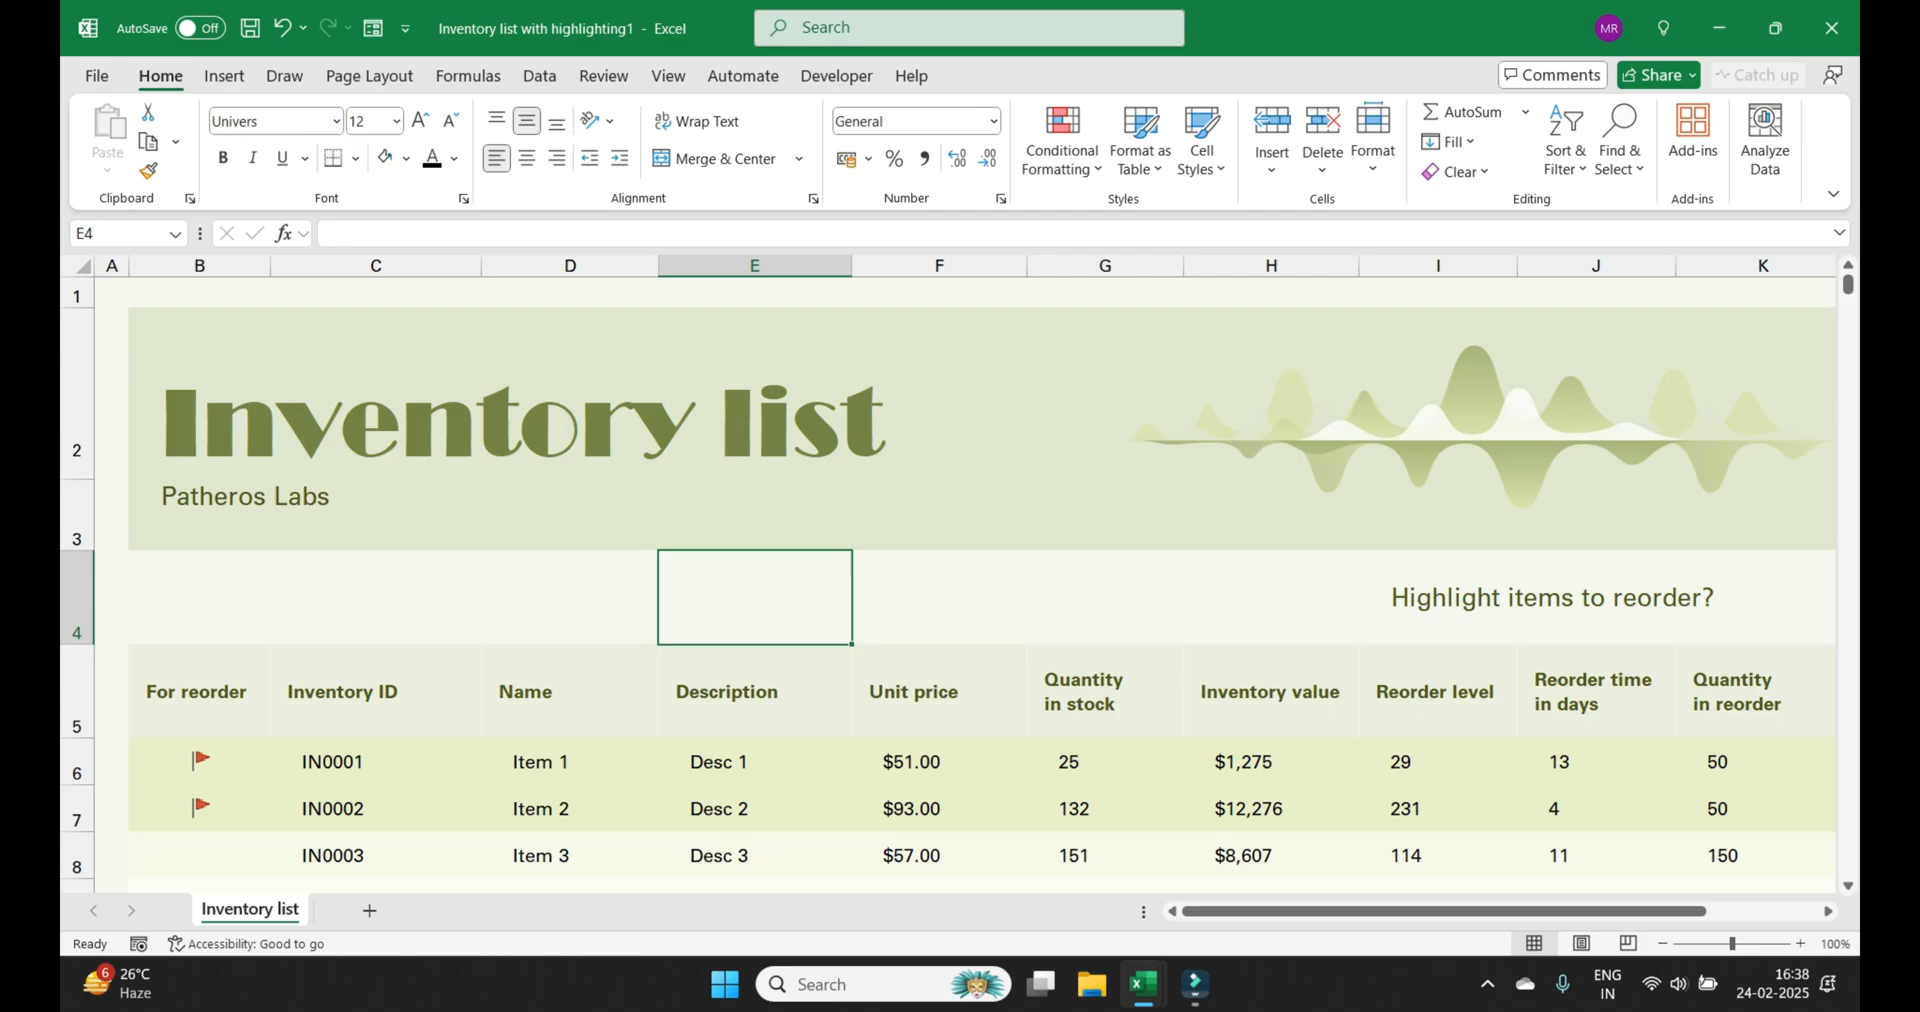 AutoSave Off Inventory list with highlighting1 - Excel Search MR
File Home Insert Draw Page Layout Formulas Data Review View Automate Developer Help Comments Share Catch up
Paste
Clipboard
Univers 12
B I U A
Font
Wrap Text
Merge & Center
Alignment
General
% 9
Number
Conditional Formatting
Format as Table
Cell Styles
Styles
Insert
Delete
Format
Cells
AutoSum
Fill
Clear
Sort & Filter
Find & Select
Editing
Add-ins
Add-ins
Analyze Data
E4 fx
A B C D E F G H I J K
1
2
3
4
5
6
7
8
Inventory list
Patheros Labs
Highlight items to reorder?
For reorder Inventory ID Name Description Unit price Quantity in stock Inventory value Reorder level Reorder time in days Quantity in reorder
IN0001 Item 1 Desc 1 $51.00 25 $1,275 29 13 50
IN0002 Item 2 Desc 2 $93.00 132 $12,276 231 4 50
IN0003 Item 3 Desc 3 $57.00 151 $8,607 114 11 150
Inventory list
Ready Accessibility: Good to go 100%
6 26°C
Haze
Search
ENG
IN
16:38
24-02-2025